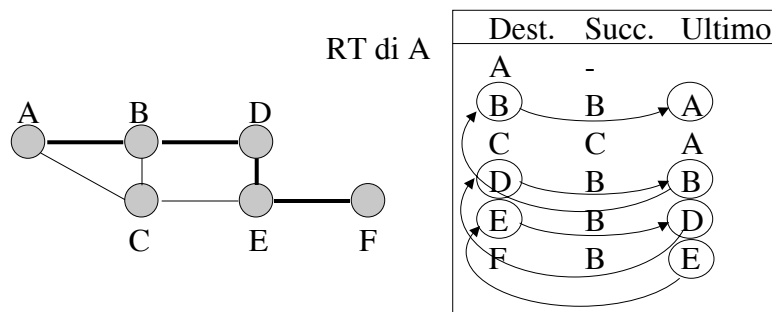 RT di A
Dest. Succ. Ultimo
A -
B B A
C C A
D B B
E B D
F B E
A B D
C E F